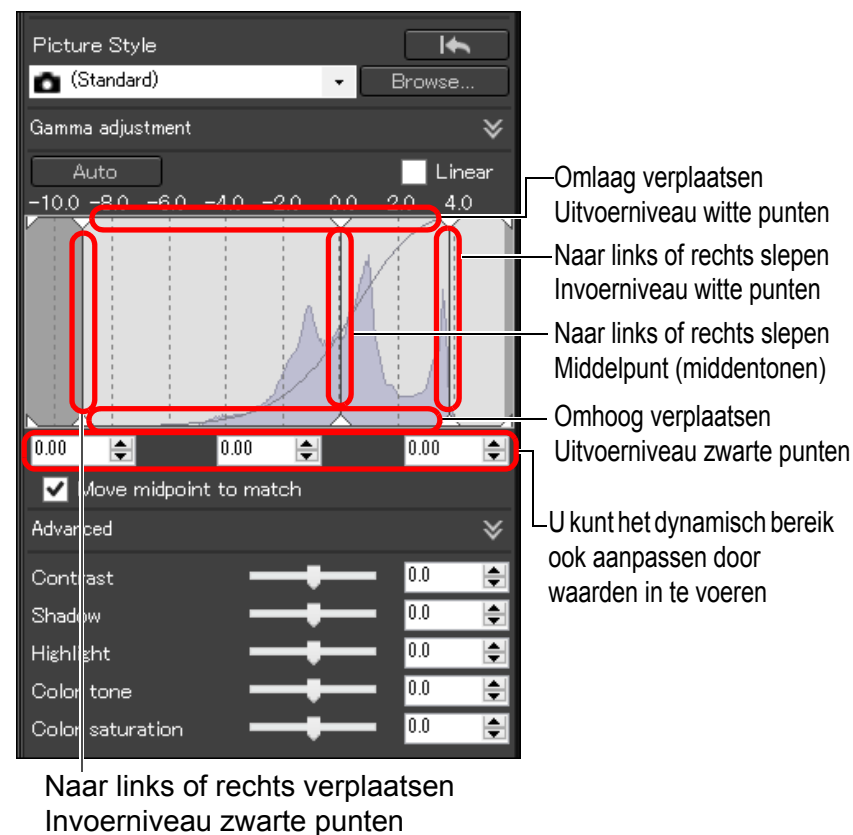 Picture Style
(Standard)
Browse...
Gamma adjustment
Auto
Linear
-10.0 -8.0 -6.0 -4.0 -2.0 0.0 2.0 4.0
0.00 0.00 0.00
Move midpoint to match
Advanced
Contrast 0.0
Shadow 0.0
Highlight 0.0
Color tone 0.0
Color saturation 0.0
Omlaag verplaatsen
Uitvoerniveau witte punten
Naar links of rechts slepen
Invoerniveau witte punten
Naar links of rechts slepen
Middelpunt (middentonen)
Omhoog verplaatsen
Uitvoerniveau zwarte punten
U kunt het dynamisch bereik
ook aanpassen door
waarden in te voeren
Naar links of rechts verplaatsen
Invoerniveau zwarte punten